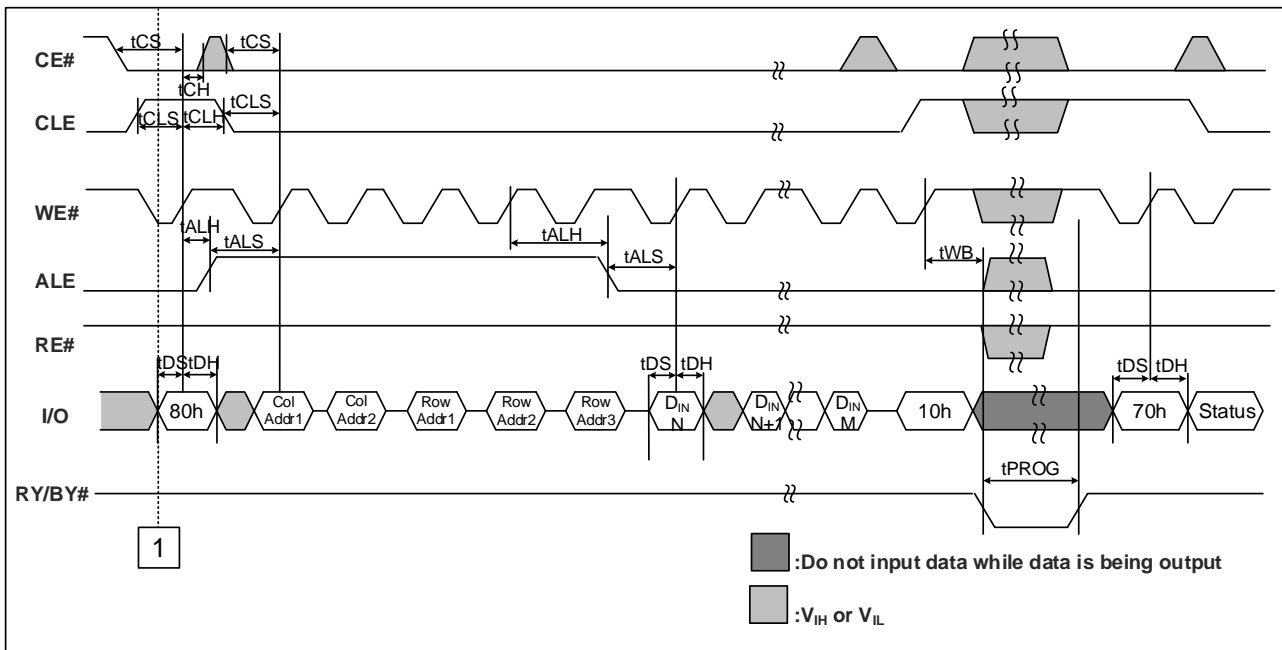 tCS tCS
CE#
tCH
tCLS
CLE
tCLS tCLH
WE#
tALH
tALS
tALH
tALS
tWB
ALE
RE#
tDS tDH
tDS tDH
tDS tDH
I/O
80h
Col Addr1
Col Addr2
Row Addr1
Row Addr2
Row Addr3
DIN N
DIN N+1
DIN M
10h
70h
Status
tPROG
RY/BY#
1
:Do not input data while data is being output
:VIH or VIL